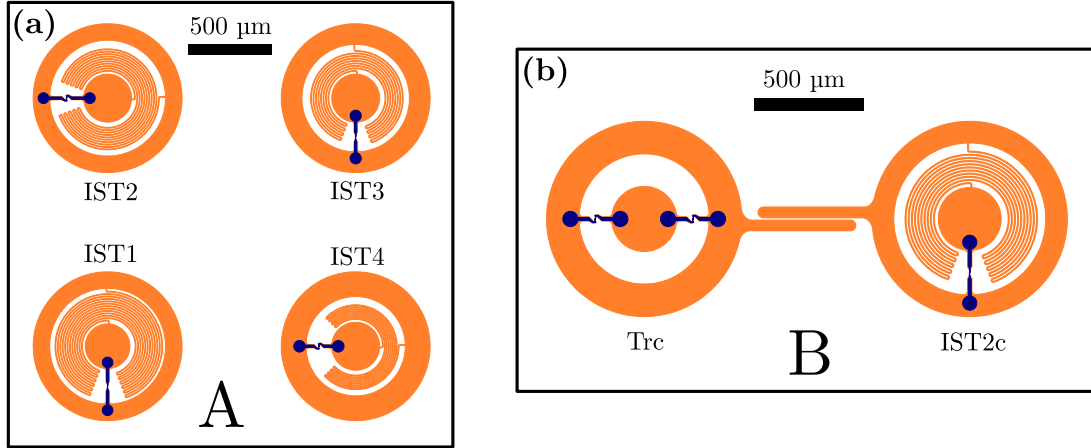 (a)
500 µm
IST2
IST3
IST1
IST4
A
(b)
500 µm
Trc
IST2c
B